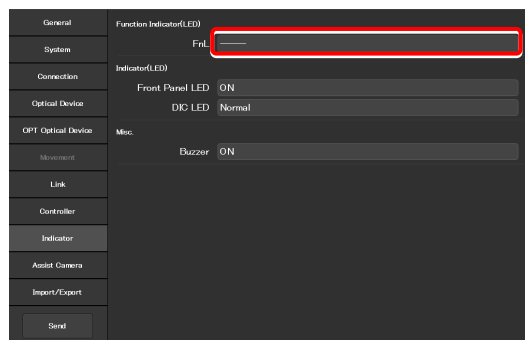 General
System
Connection
Optical Device
OPT Optical Device
Movement
Link
Controller
Indicator
Assist Camera
Import/Export
Send
Function Indicator(LED)
FnL ———
Indicator(LED)
Front Panel LED ON
DIC LED Normal
Misc.
Buzzer ON